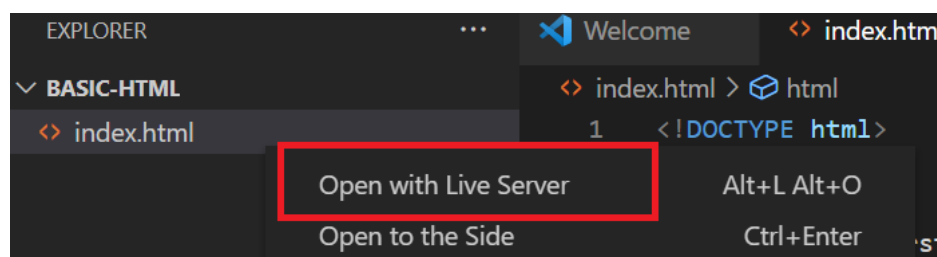 EXPLORER ··· Welcome <> index.htm
BASIC-HTML
<> index.html > html
<> index.html
1 <!DOCTYPE html>
Open with Live Server Alt+L Alt+O
Open to the Side Ctrl+Enter